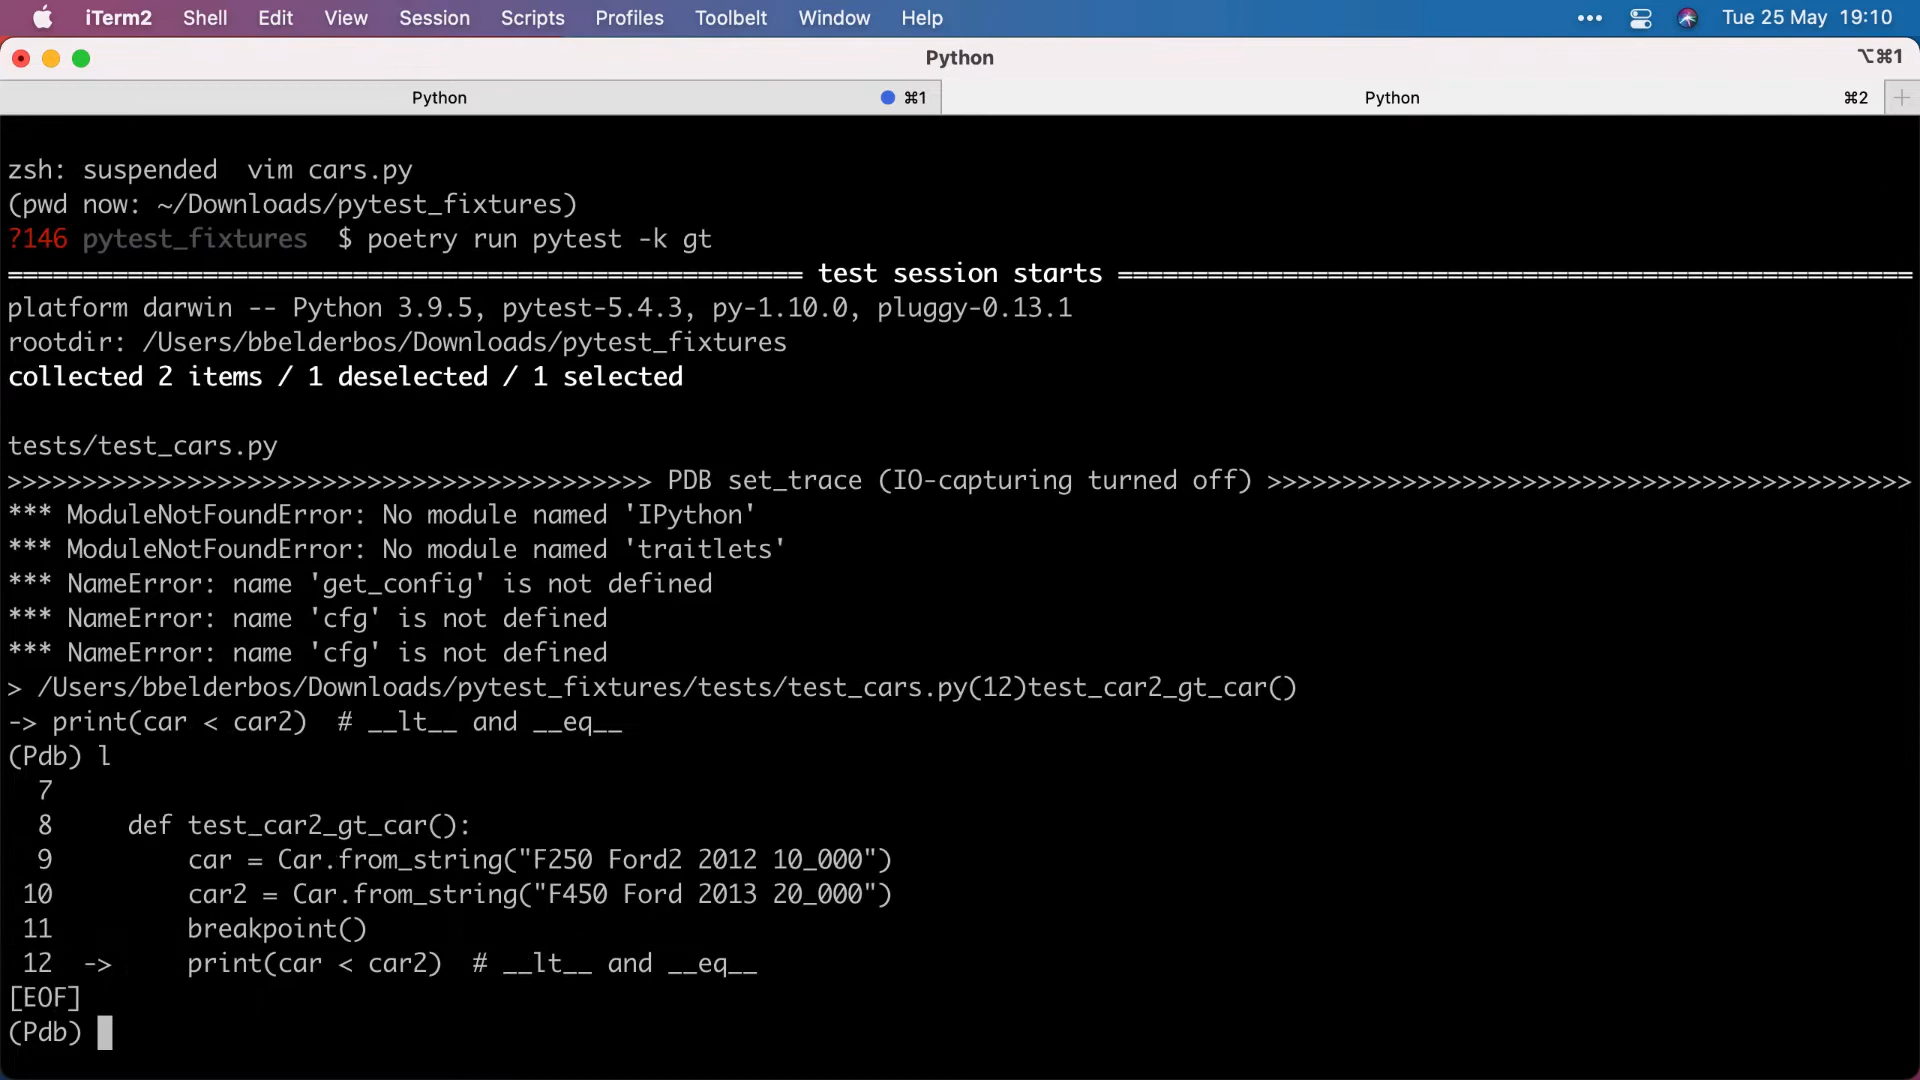 iTerm2 Shell Edit View Session Scripts Profiles Toolbelt Window Help Tue 25 May 19:10
Python ⌥⌘1
Python ⌘1 Python ⌘2 +
zsh: suspended  vim cars.py
(pwd now: ~/Downloads/pytest_fixtures)
?146 pytest_fixtures  $ poetry run pytest -k gt
===================================================== test session starts =====================================================
platform darwin -- Python 3.9.5, pytest-5.4.3, py-1.10.0, pluggy-0.13.1
rootdir: /Users/bbelderbos/Downloads/pytest_fixtures
collected 2 items / 1 deselected / 1 selected
tests/test_cars.py
>>>>>>>>>>>>>>>>>>>>>>>>>>>>>>>>>>>>>>>>>>> PDB set_trace (IO-capturing turned off) >>>>>>>>>>>>>>>>>>>>>>>>>>>>>>>>>>>>>>>>>>>
*** ModuleNotFoundError: No module named 'IPython'
*** ModuleNotFoundError: No module named 'traitlets'
*** NameError: name 'get_config' is not defined
*** NameError: name 'cfg' is not defined
*** NameError: name 'cfg' is not defined
> /Users/bbelderbos/Downloads/pytest_fixtures/tests/test_cars.py(12)test_car2_gt_car()
-> print(car < car2)  # __lt__ and __eq__
(Pdb) l
  7
  8     def test_car2_gt_car():
  9         car = Car.from_string("F250 Ford2 2012 10_000")
 10         car2 = Car.from_string("F450 Ford 2013 20_000")
 11         breakpoint()
 12  ->     print(car < car2)  # __lt__ and __eq__
[EOF]
(Pdb)